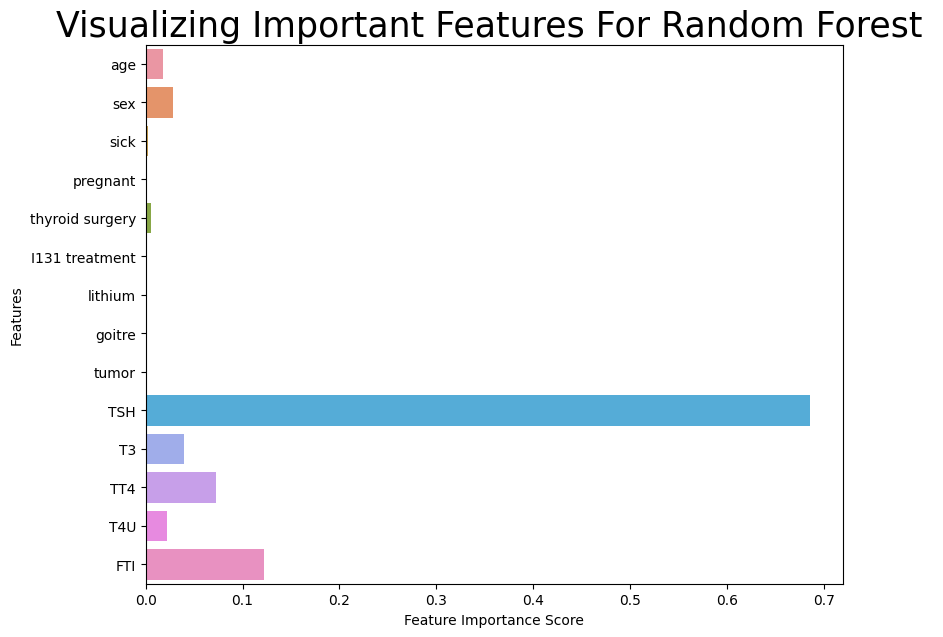 Visualizing Important Features For Random Forest
Features
age
sex
sick
pregnant
thyroid surgery
I131 treatment
lithium
goitre
tumor
TSH
T3
TT4
T4U
FTI
0.0 0.1 0.2 0.3 0.4 0.5 0.6 0.7
Feature Importance Score